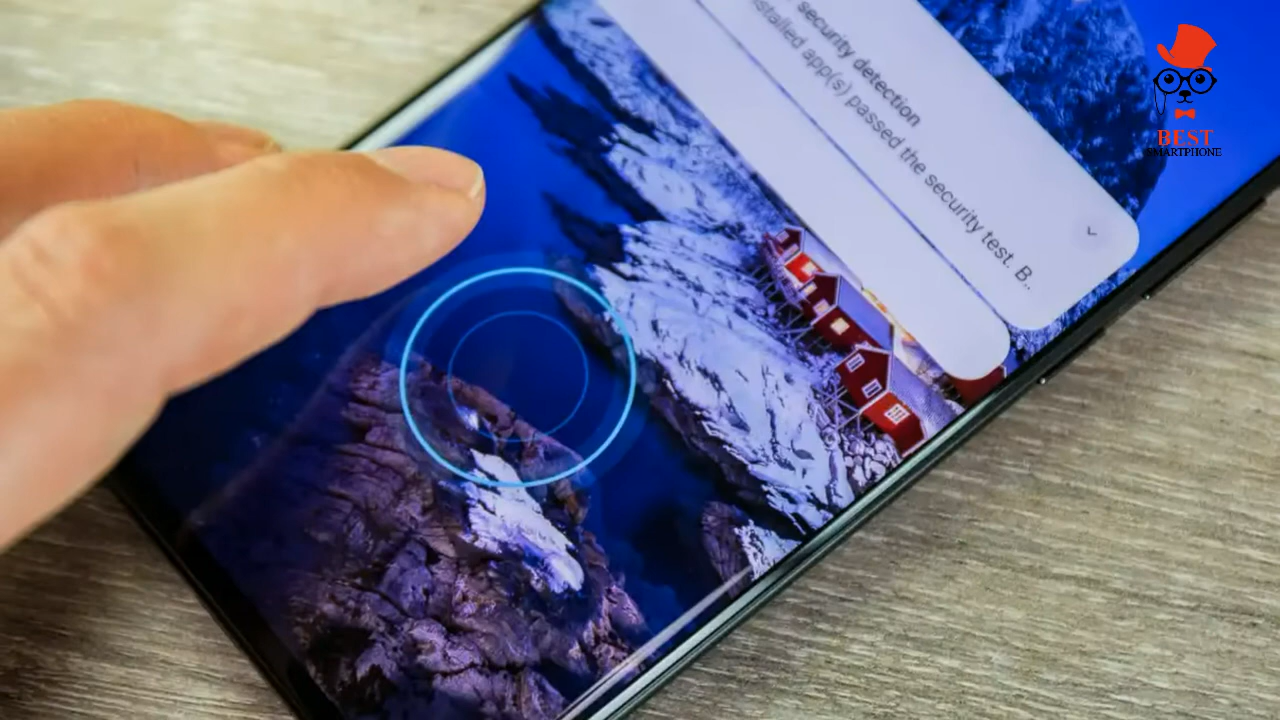 security detection
installed app(s) passed the security test. B..
BEST
SMARTPHONE